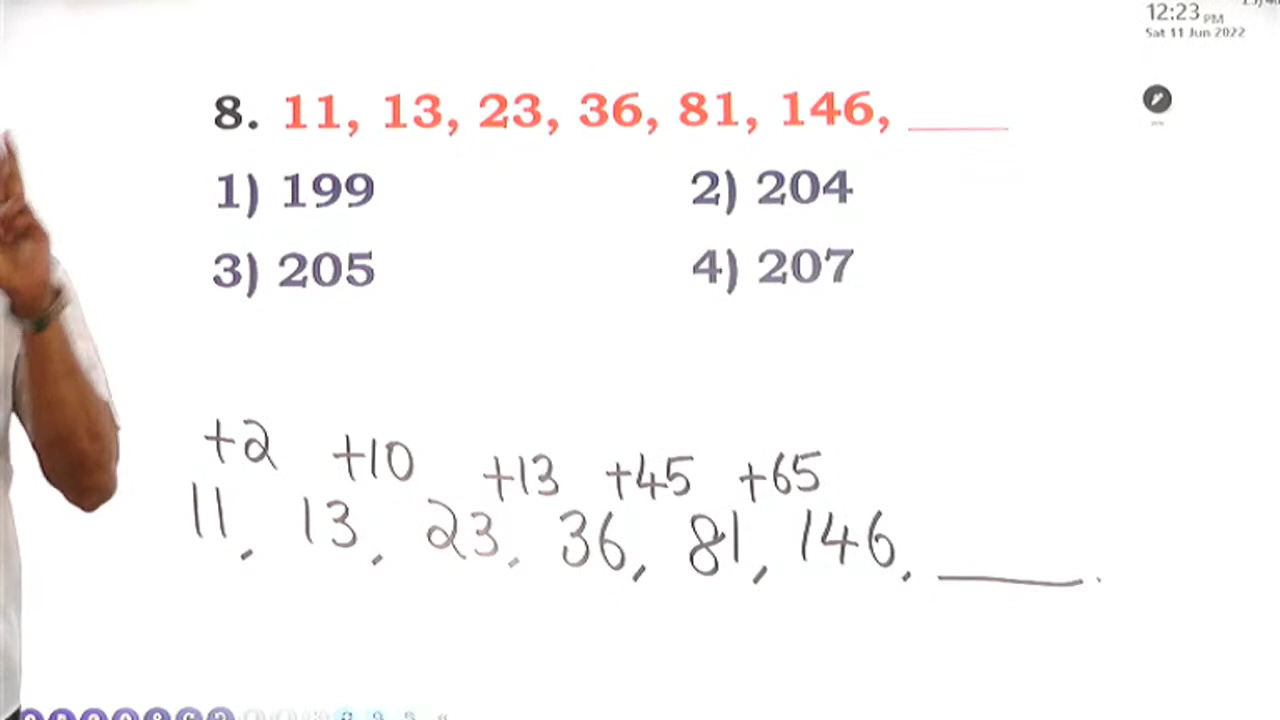 12:23 PM
Sat 11 Jun 2022
8. 11, 13, 23, 36, 81, 146, ____
1) 199 2) 204
3) 205 4) 207
+2 +10 +13 +45 +65
11, 13, 23, 36, 81, 146, ____.